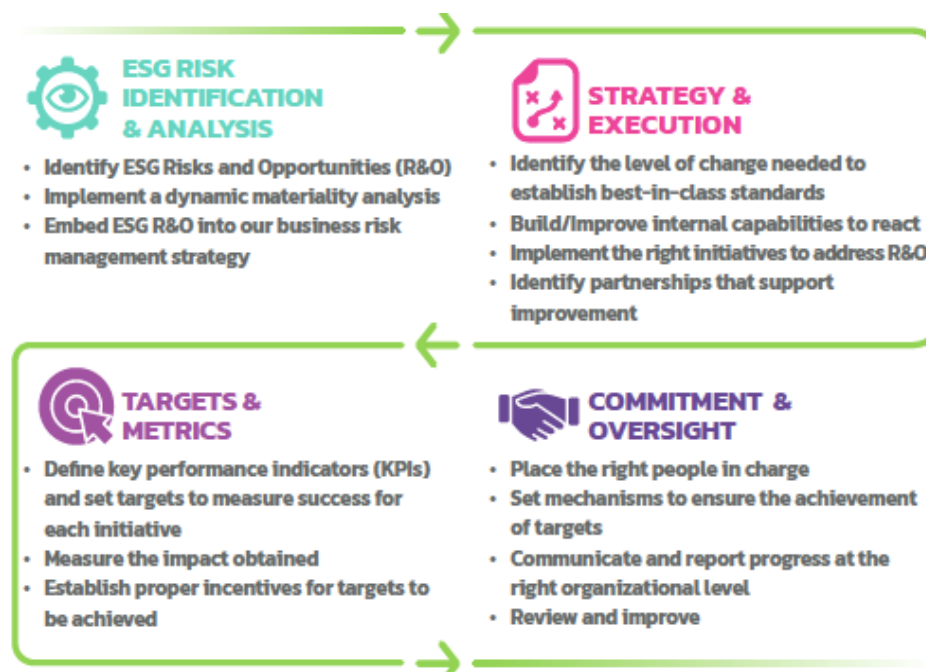 ESG RISK
IDENTIFICATION
& ANALYSIS
• Identify ESG Risks and Opportunities (R&O)
• Implement a dynamic materiality analysis
• Embed ESG R&O into our business risk
management strategy
STRATEGY &
EXECUTION
• Identify the level of change needed to
establish best-in-class standards
• Build/Improve internal capabilities to react
• Implement the right initiatives to address R&O
• Identify partnerships that support
improvement
TARGETS &
METRICS
• Define key performance indicators (KPIs)
and set targets to measure success for
each initiative
• Measure the impact obtained
• Establish proper incentives for targets to
be achieved
COMMITMENT &
OVERSIGHT
• Place the right people in charge
• Set mechanisms to ensure the achievement
of targets
• Communicate and report progress at the
right organizational level
• Review and improve